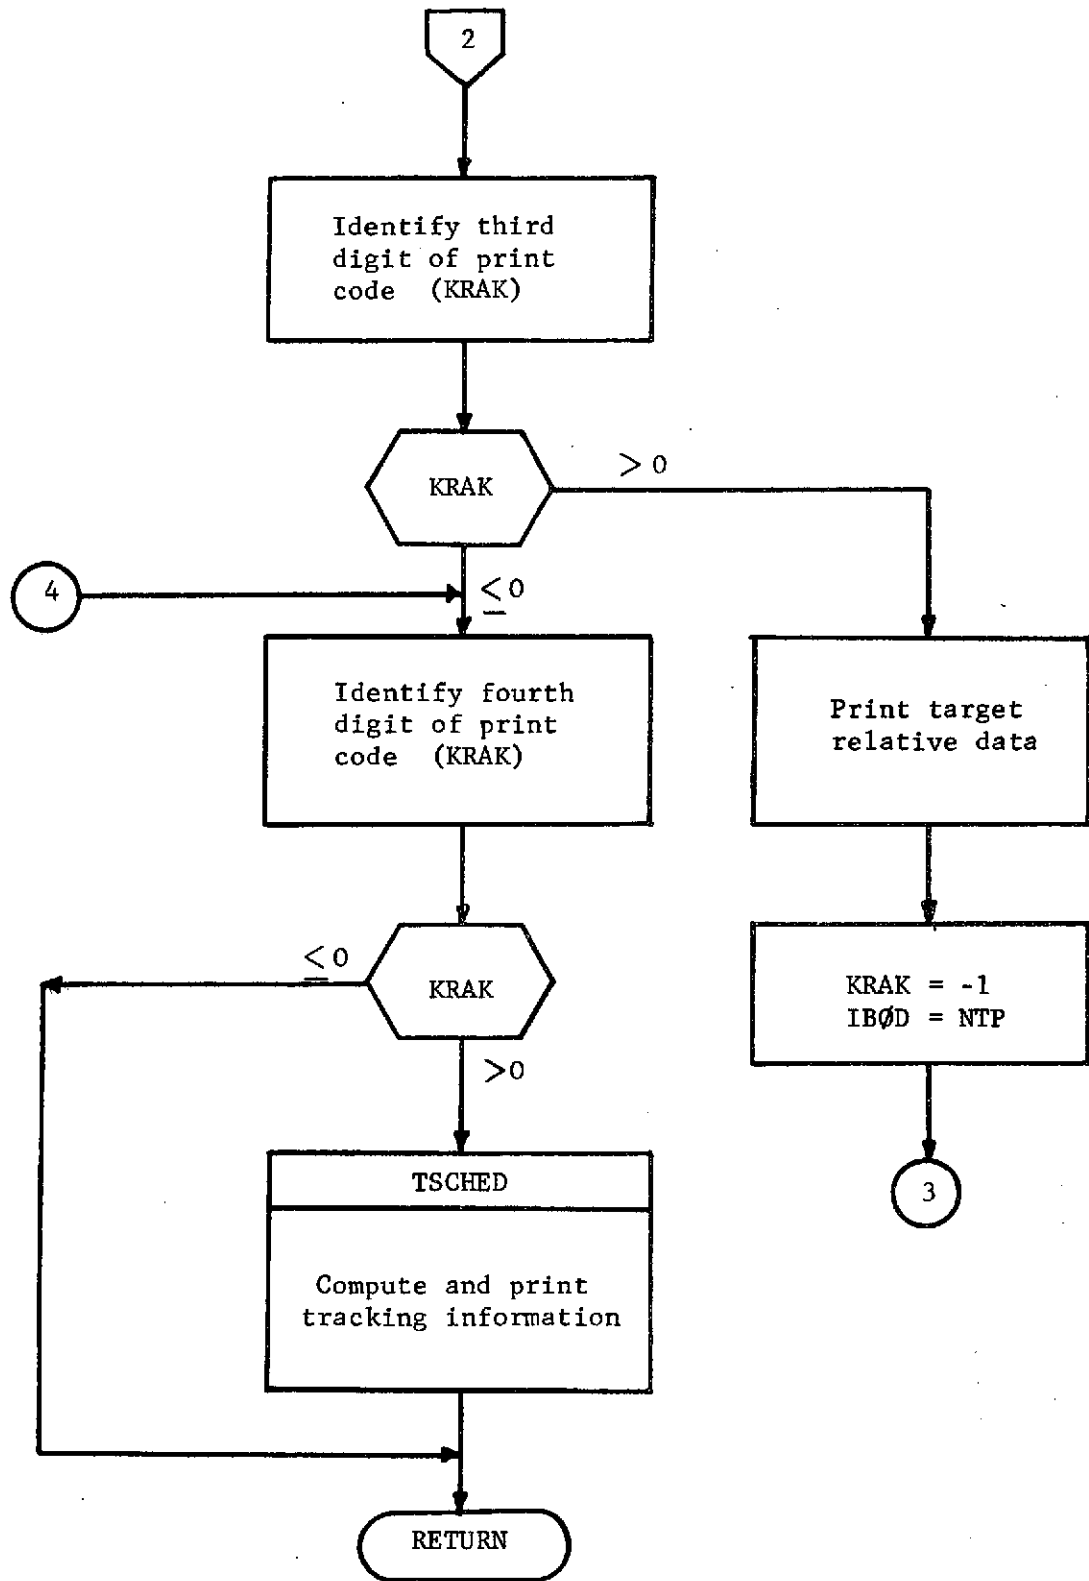 2
Identify third
digit of print
code (KRAK)
KRAK
> 0
4
≤ 0
Identify fourth
digit of print
code (KRAK)
Print target
relative data
≤ 0
KRAK
>0
KRAK = -1
IBØD = NTP
TSCHED
Compute and print
tracking information
3
RETURN